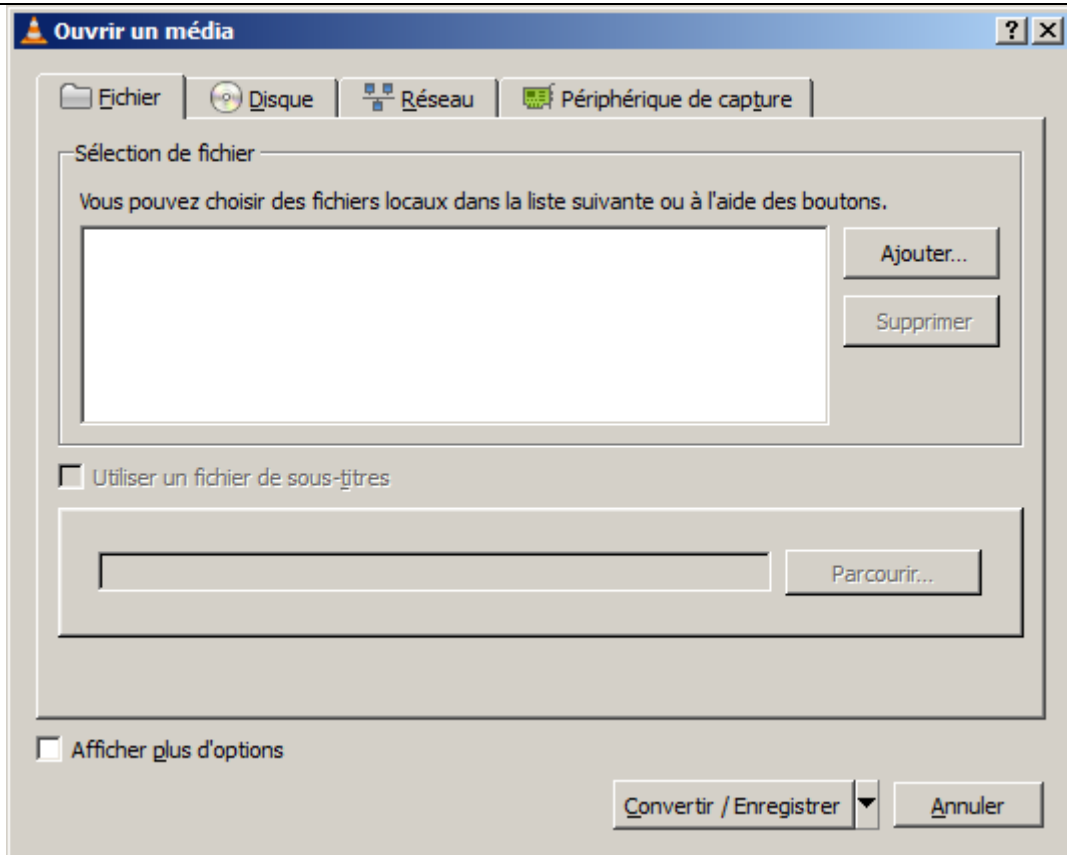 Ouvrir un média
Fichier
Disque
Réseau
Périphérique de capture
Sélection de fichier
Vous pouvez choisir des fichiers locaux dans la liste suivante ou à l'aide des boutons.
Ajouter...
Supprimer
Utiliser un fichier de sous-titres
Parcourir...
Afficher plus d'options
Convertir / Enregistrer
Annuler